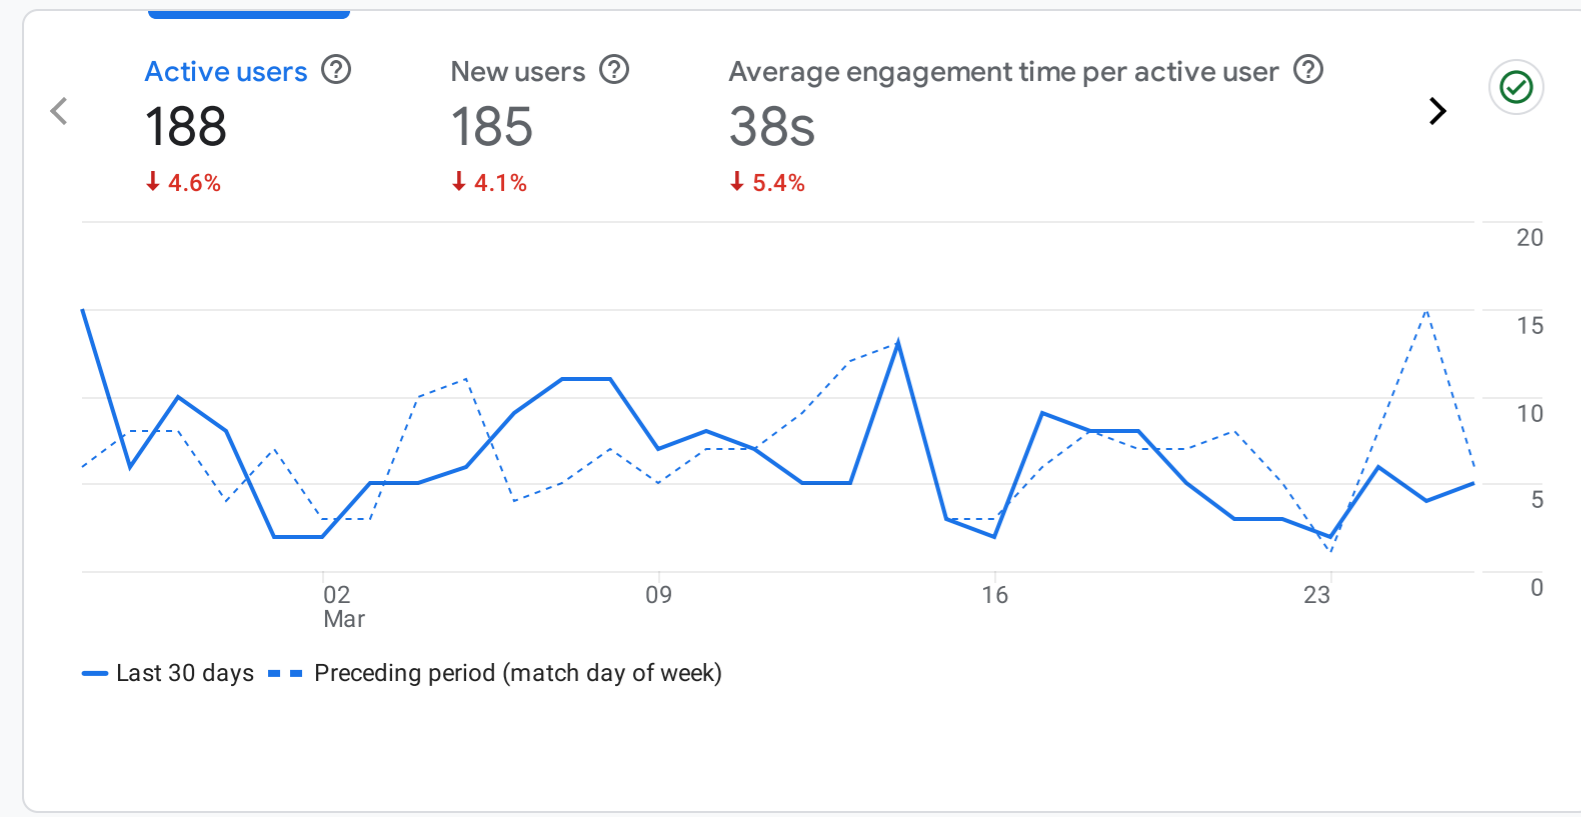 Active users
188
4.6%
New users
185
4.1%
Average engagement time per active user
38s
5.4%
20
15
10
5
0
02
Mar
09
16
23
Last 30 days
Preceding period (match day of week)